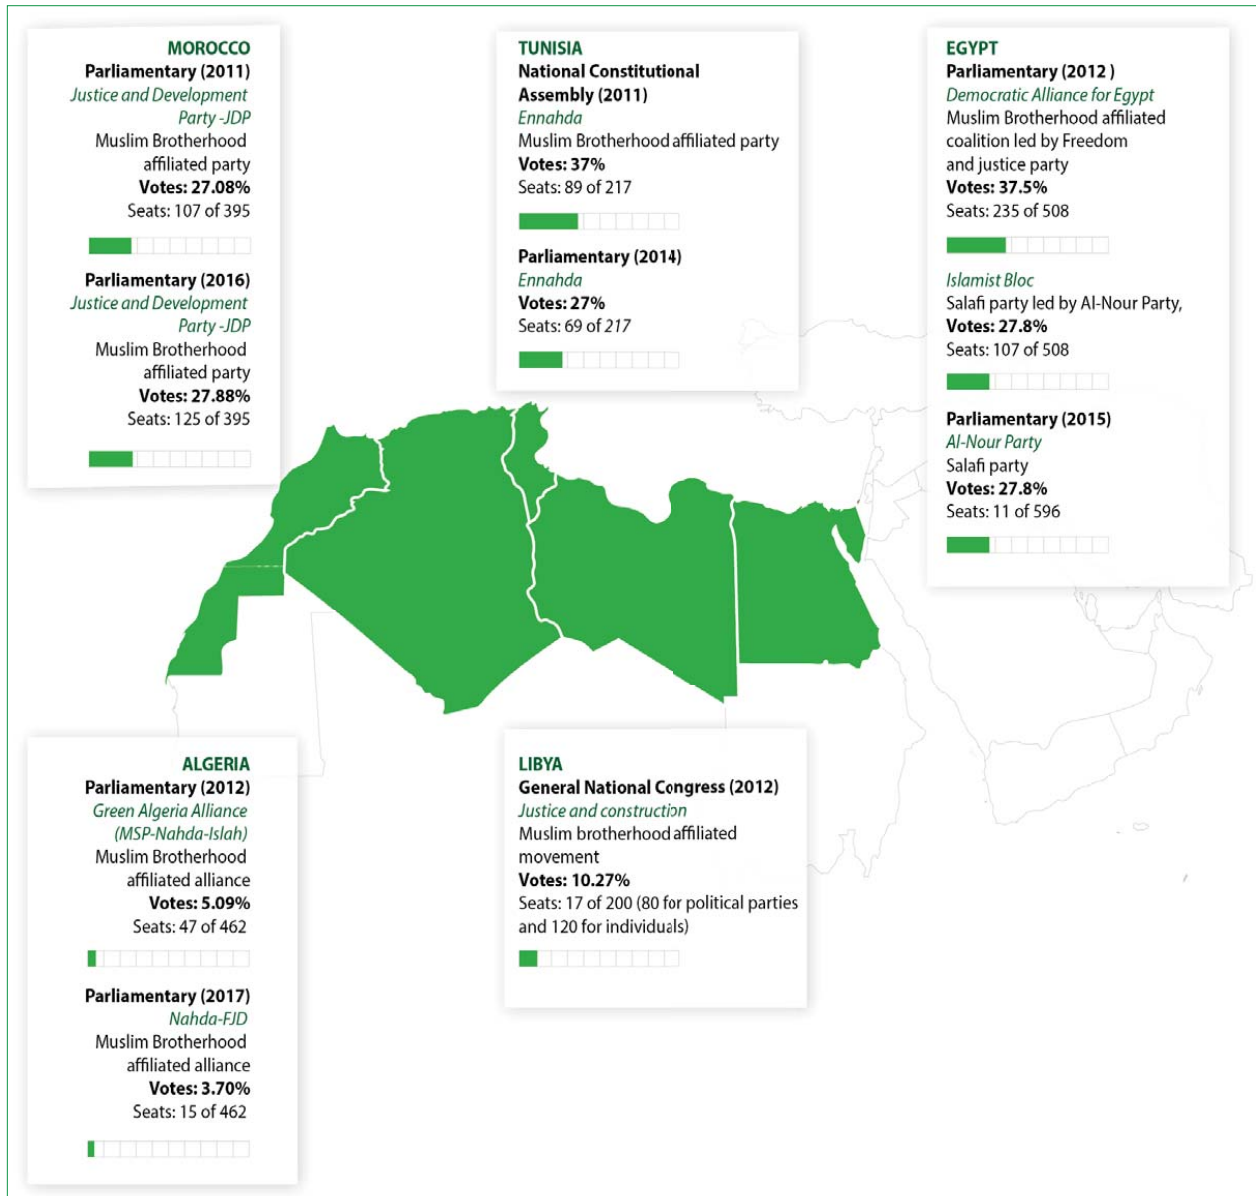 MOROCCO
Parliamentary (2011)
Justice and Development
Party -JDP
Muslim Brotherhood
affiliated party
Votes: 27.08%
Seats: 107 of 395
Parliamentary (2016)
Justice and Development
Party -JDP
Muslim Brotherhood
affiliated party
Votes: 27.88%
Seats: 125 of 395
TUNISIA
National Constitutional
Assembly (2011)
Ennahda
Muslim Brotherhood affiliated party
Votes: 37%
Seats: 89 of 217
Parliamentary (2014)
Ennahda
Votes: 27%
Seats: 69 of 217
EGYPT
Parliamentary (2012 )
Democratic Alliance for Egypt
Muslim Brotherhood affiliated
coalition led by Freedom
and justice party
Votes: 37.5%
Seats: 235 of 508
Islamist Bloc
Salafi party led by Al-Nour Party,
Votes: 27.8%
Seats: 107 of 508
Parliamentary (2015)
Al-Nour Party
Salafi party
Votes: 27.8%
Seats: 11 of 596
ALGERIA
Parliamentary (2012)
Green Algeria Alliance
(MSP-Nahda-Islah)
Muslim Brotherhood
affiliated alliance
Votes: 5.09%
Seats: 47 of 462
Parliamentary (2017)
Nahda-FJD
Muslim Brotherhood
affiliated alliance
Votes: 3.70%
Seats: 15 of 462
LIBYA
General National Congress (2012)
Justice and construction
Muslim brotherhood affiliated
movement
Votes: 10.27%
Seats: 17 of 200 (80 for political parties
and 120 for individuals)